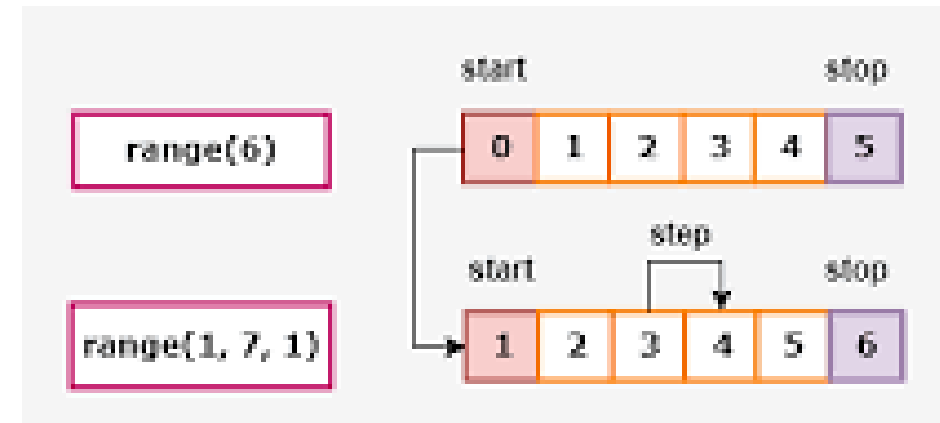 start stop
range(6) 0 1 2 3 4 5
step
start stop
range(1, 7, 1) 1 2 3 4 5 6